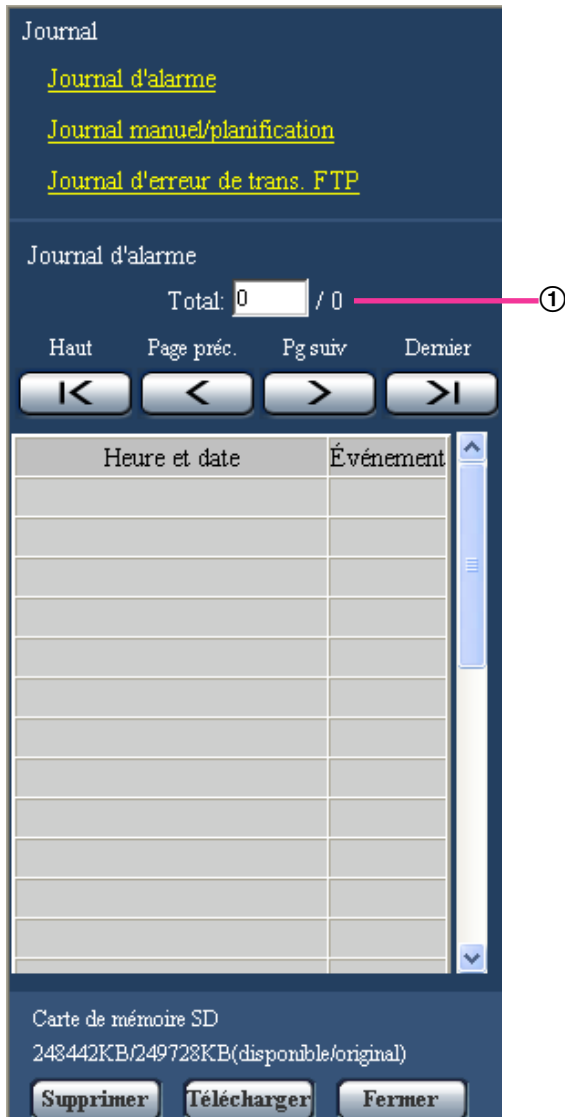 Journal
Journal d'alarme
Journal manuel/planification
Journal d'erreur de trans. FTP
Journal d'alarme
Total: 0 / 0 ①
Haut Page préc. Pg suiv Dernier
Heure et date Événement
Carte de mémoire SD
248442KB/249728KB(disponible/original)
Supprimer Télécharger Fermer